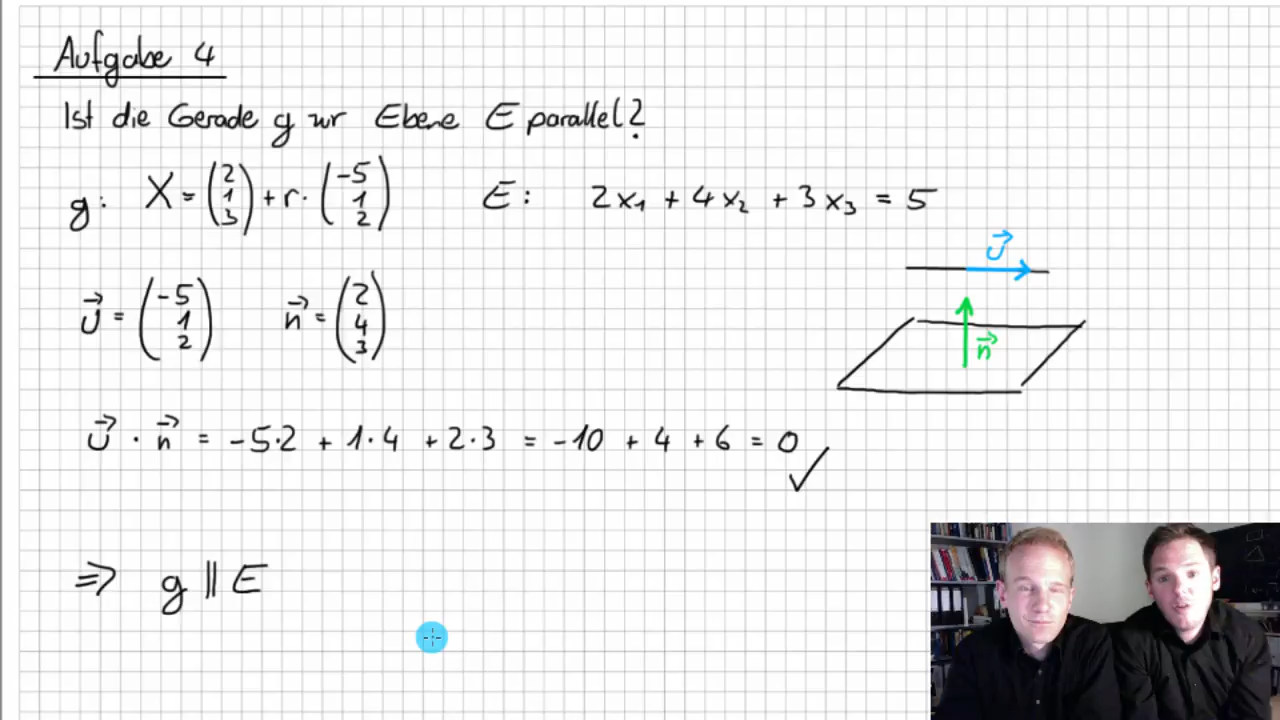 Aufgabe 4
Ist die Gerade g zur Ebene E parallel?
g: X = (2 1 3) + r · (-5 1 2) E: 2x₁ + 4x₂ + 3x₃ = 5
u⃗ = (-5 1 2) n⃗ = (2 4 3)
u⃗
n⃗
u⃗ · n⃗ = -5·2 + 1·4 + 2·3 = -10 + 4 + 6 = 0 ✓
⇒ g ∥ E